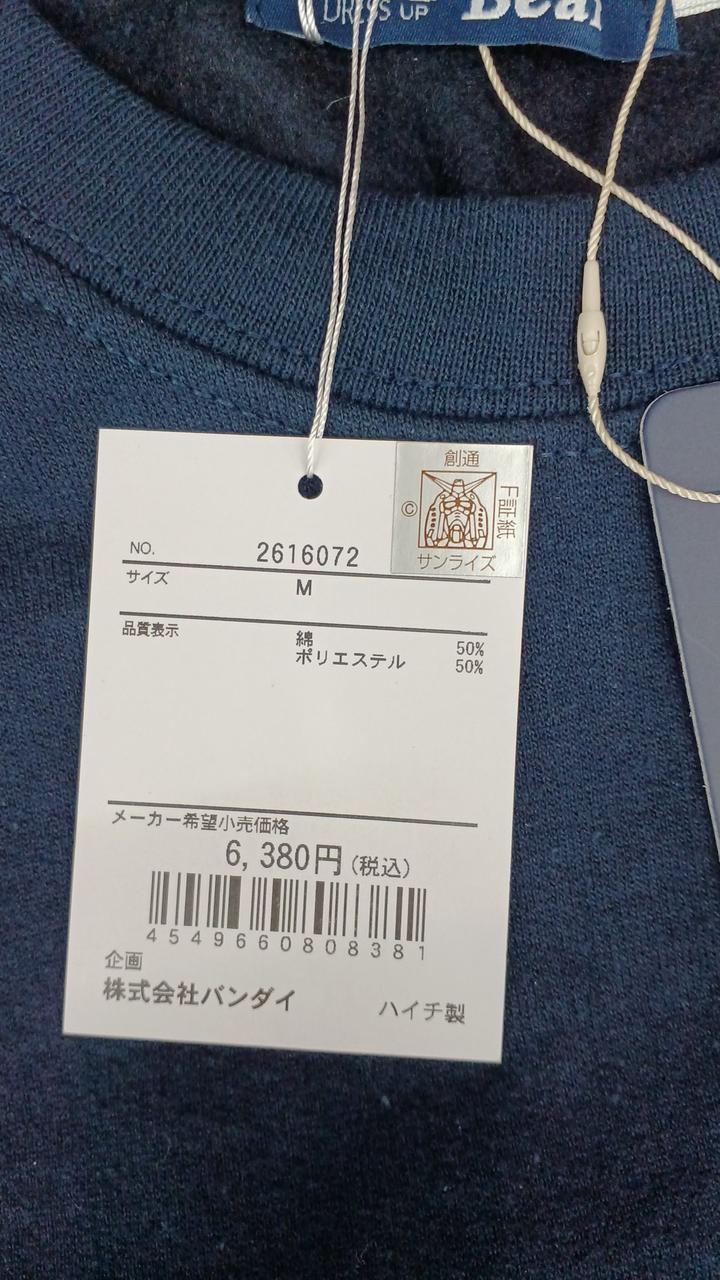 DRESS UP
創通
©
F証紙
サンライズ
NO. 2616072
サイズ M
品質表示 綿 50%
ポリエステル 50%
メーカー希望小売価格
6,380円(税込)
4549660808381
企画
株式会社バンダイ ハイチ製